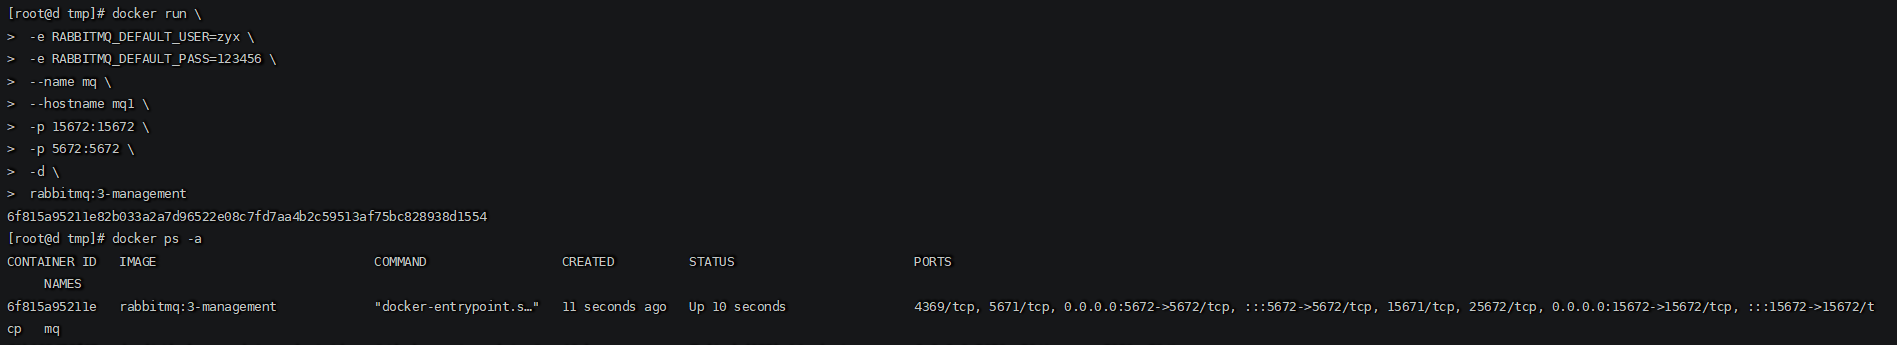 [root@d tmp]# docker run \
>  -e RABBITMQ_DEFAULT_USER=zyx \
>  -e RABBITMQ_DEFAULT_PASS=123456 \
>  --name mq \
>  --hostname mq1 \
>  -p 15672:15672 \
>  -p 5672:5672 \
>  -d \
>  rabbitmq:3-management
6f815a95211e82b033a2a7d96522e08c7fd7aa4b2c59513af75bc828938d1554
[root@d tmp]# docker ps -a
CONTAINER ID   IMAGE   COMMAND   CREATED   STATUS   PORTS
NAMES
6f815a95211e   rabbitmq:3-management   "docker-entrypoint.s…"   11 seconds ago   Up 10 seconds   4369/tcp, 5671/tcp, 0.0.0.0:5672->5672/tcp, :::5672->5672/tcp, 15671/tcp, 25672/tcp, 0.0.0.0:15672->15672/tcp, :::15672->15672/t
cp   mq